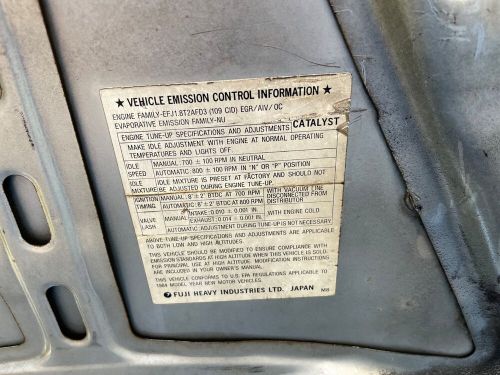 ★ VEHICLE EMISSION CONTROL INFORMATION ★
ENGINE FAMILY-EFJ1.8T2AFD3 (109 CID) EGR/AIV/OC
EVAPORATIVE EMISSION FAMILY-NU
CATALYST
ENGINE TUNE-UP SPECIFICATIONS AND ADJUSTMENTS
MAKE IDLE ADJUSTMENT WITH ENGINE AT NORMAL OPERATING
TEMPERATURES AND LIGHTS OFF.
IDLE SPEED MANUAL 700 ± 100 RPM IN NEUTRAL
AUTOMATIC: 800 ± 100 RPM IN "N" OR "P" POSITION
IDLE MIXTURE IDLE MIXTURE IS PRESET AT FACTORY AND SHOULD NOT
BE ADJUSTED DURING ENGINE TUNE-UP.
IGNITION TIMING MANUAL :8° ± 2° BTDC AT 700 RPM WITH VACUUM LINE
AUTOMATIC: 8° ± 2° BTDC AT 800 RPM DISCONNECTED FROM DISTRIBUTOR
VALVE LASH MANUAL INTAKE :0.010 ± 0.001 IN WITH ENGINE COLD
EXHAUST :0.014 ± 0.001 IN.
AUTOMATIC ADJUSTMENT DURING TUNE-UP IS NOT NECESSARY.
ABOVE TUNE-UP SPECIFICATIONS AND ADJUSTMENTS ARE APPLICABLE
TO BOTH LOW AND HIGH ALTITUDES.
THIS VEHICLE SHOULD BE MODIFIED TO ENSURE COMPLIANCE WITH
EMISSION STANDARDS AT HIGH ALTITUDE WHEN THIS VEHICLE IS SOLD
FOR PRINCIPAL USE AT HIGH ALTITUDE. MODIFICATION INSTRUCTIONS
ARE INCLUDED IN YOUR OWNER'S MANUAL.
THIS VEHICLE CONFORMS TO U.S. EPA REGULATIONS APPLICABLE TO
1984 MODEL YEAR NEW MOTOR VEHICLES.
FUJI HEAVY INDUSTRIES LTD. JAPAN